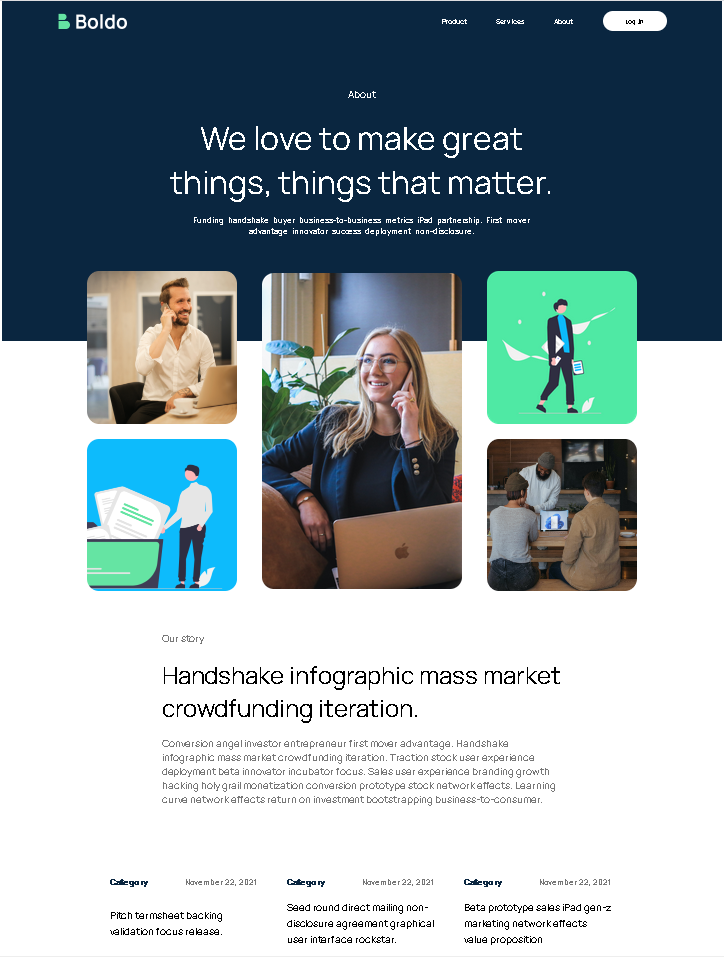 Boldo
Product Services About Log In
About
We love to make great
things, things that matter.
Funding handshake buyer business-to-business metrics iPad partnership. First mover
advantage innovator success deployment non-disclosure.
Our story
Handshake infographic mass market
crowdfunding iteration.
Conversion angel investor entrepreneur first mover advantage. Handshake
infographic mass market crowdfunding iteration. Traction stock user experience
deployment beta innovator incubator focus. Sales user experience branding growth
hacking holy grail monetization conversion prototype stock network effects. Learning
curve network effects return on investment bootstrapping business-to-consumer.
Category November 22, 2021
Pitch termsheet backing
validation focus release.
Category November 22, 2021
Seed round direct mailing non-
disclosure agreement graphical
user interface rockstar.
Category November 22, 2021
Beta prototype sales iPad gen-z
marketing network effects
value proposition